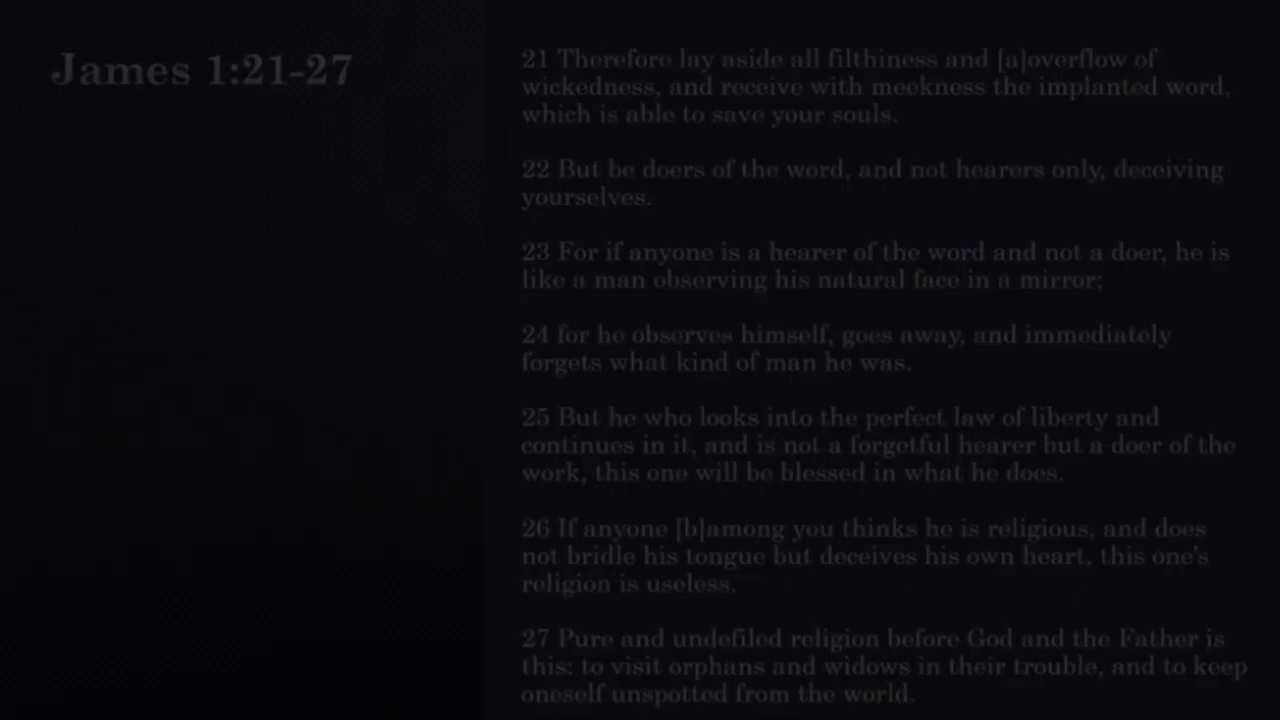 James 1:21-27
21 Therefore lay aside all filthiness and [a]overflow of
wickedness, and receive with meekness the implanted word,
which is able to save your souls.
22 But be doers of the word, and not hearers only, deceiving
yourselves.
23 For if anyone is a hearer of the word and not a doer, he is
like a man observing his natural face in a mirror;
24 for he observes himself, goes away, and immediately
forgets what kind of man he was.
25 But he who looks into the perfect law of liberty and
continues in it, and is not a forgetful hearer but a doer of the
work, this one will be blessed in what he does.
26 If anyone [b]among you thinks he is religious, and does
not bridle his tongue but deceives his own heart, this one's
religion is useless.
27 Pure and undefiled religion before God and the Father is
this: to visit orphans and widows in their trouble, and to keep
oneself unspotted from the world.